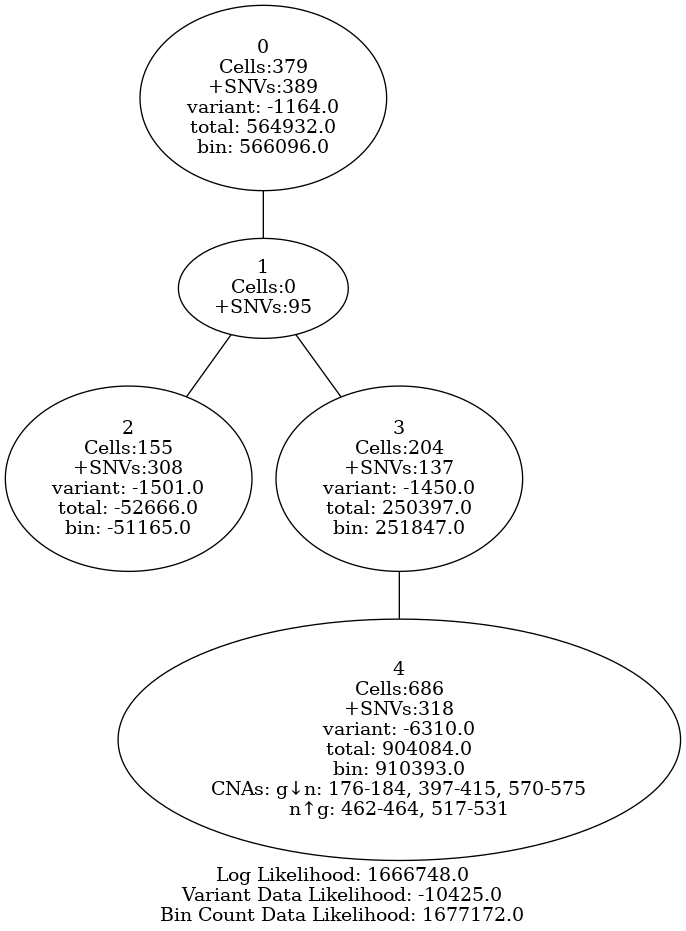 0
Cells:379
+SNVs:389
variant: -1164.0
total: 564932.0
bin: 566096.0
1
Cells:0
+SNVs:95
2
Cells:155
+SNVs:308
variant: -1501.0
total: -52666.0
bin: -51165.0
3
Cells:204
+SNVs:137
variant: -1450.0
total: 250397.0
bin: 251847.0
4
Cells:686
+SNVs:318
variant: -6310.0
total: 904084.0
bin: 910393.0
CNAs: g↓n: 176-184, 397-415, 570-575
n↑g: 462-464, 517-531
Log Likelihood: 1666748.0
Variant Data Likelihood: -10425.0
Bin Count Data Likelihood: 1677172.0